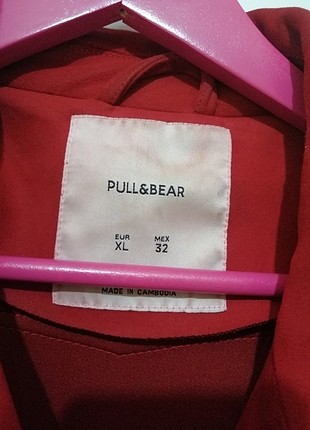 PULL&BEAR
EUR MEX
XL 32
MADE IN CAMBODIA